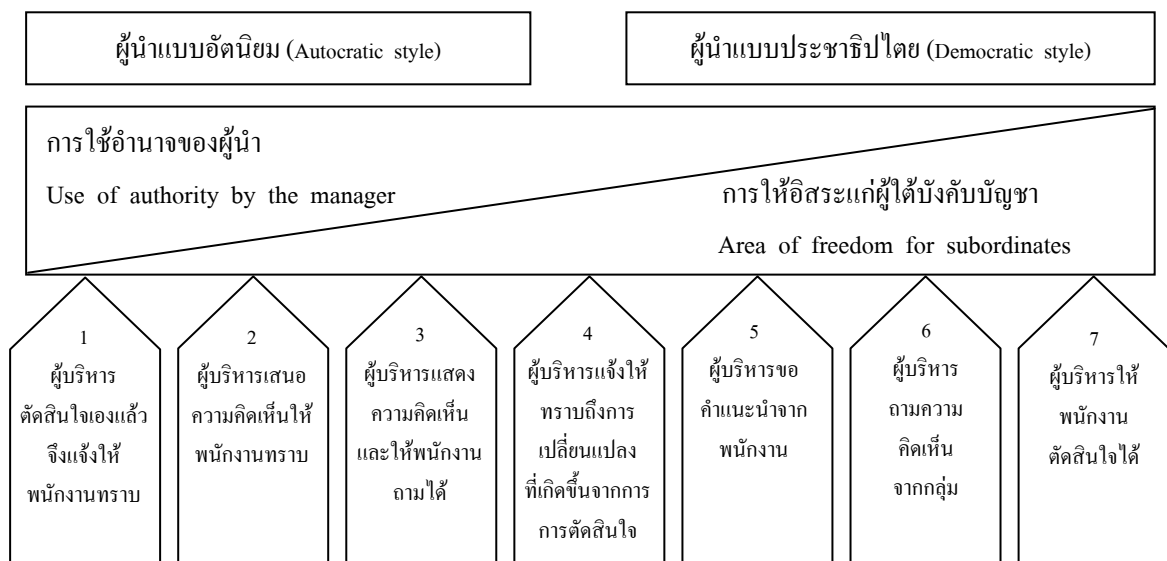 ผู้นำแบบอัตนิยม (Autocratic style)
ผู้นำแบบประชาธิปไตย (Democratic style)
การใช้อำนาจของผู้นำ
Use of authority by the manager
การให้อิสระแก่ผู้ใต้บังคับบัญชา
Area of freedom for subordinates
1
ผู้บริหาร
ตัดสินใจเองแล้ว
จึงแจ้งให้
พนักงานทราบ
2
ผู้บริหารเสนอ
ความคิดเห็นให้
พนักงานทราบ
3
ผู้บริหารแสดง
ความคิดเห็น
และให้พนักงาน
ถามได้
4
ผู้บริหารแจ้งให้
ทราบถึงการ
เปลี่ยนแปลง
ที่เกิดขึ้นจากการ
การตัดสินใจ
5
ผู้บริหารขอ
คำแนะนำจาก
พนักงาน
6
ผู้บริหาร
ถามความ
คิดเห็น
จากกลุ่ม
7
ผู้บริหารให้
พนักงาน
ตัดสินใจได้